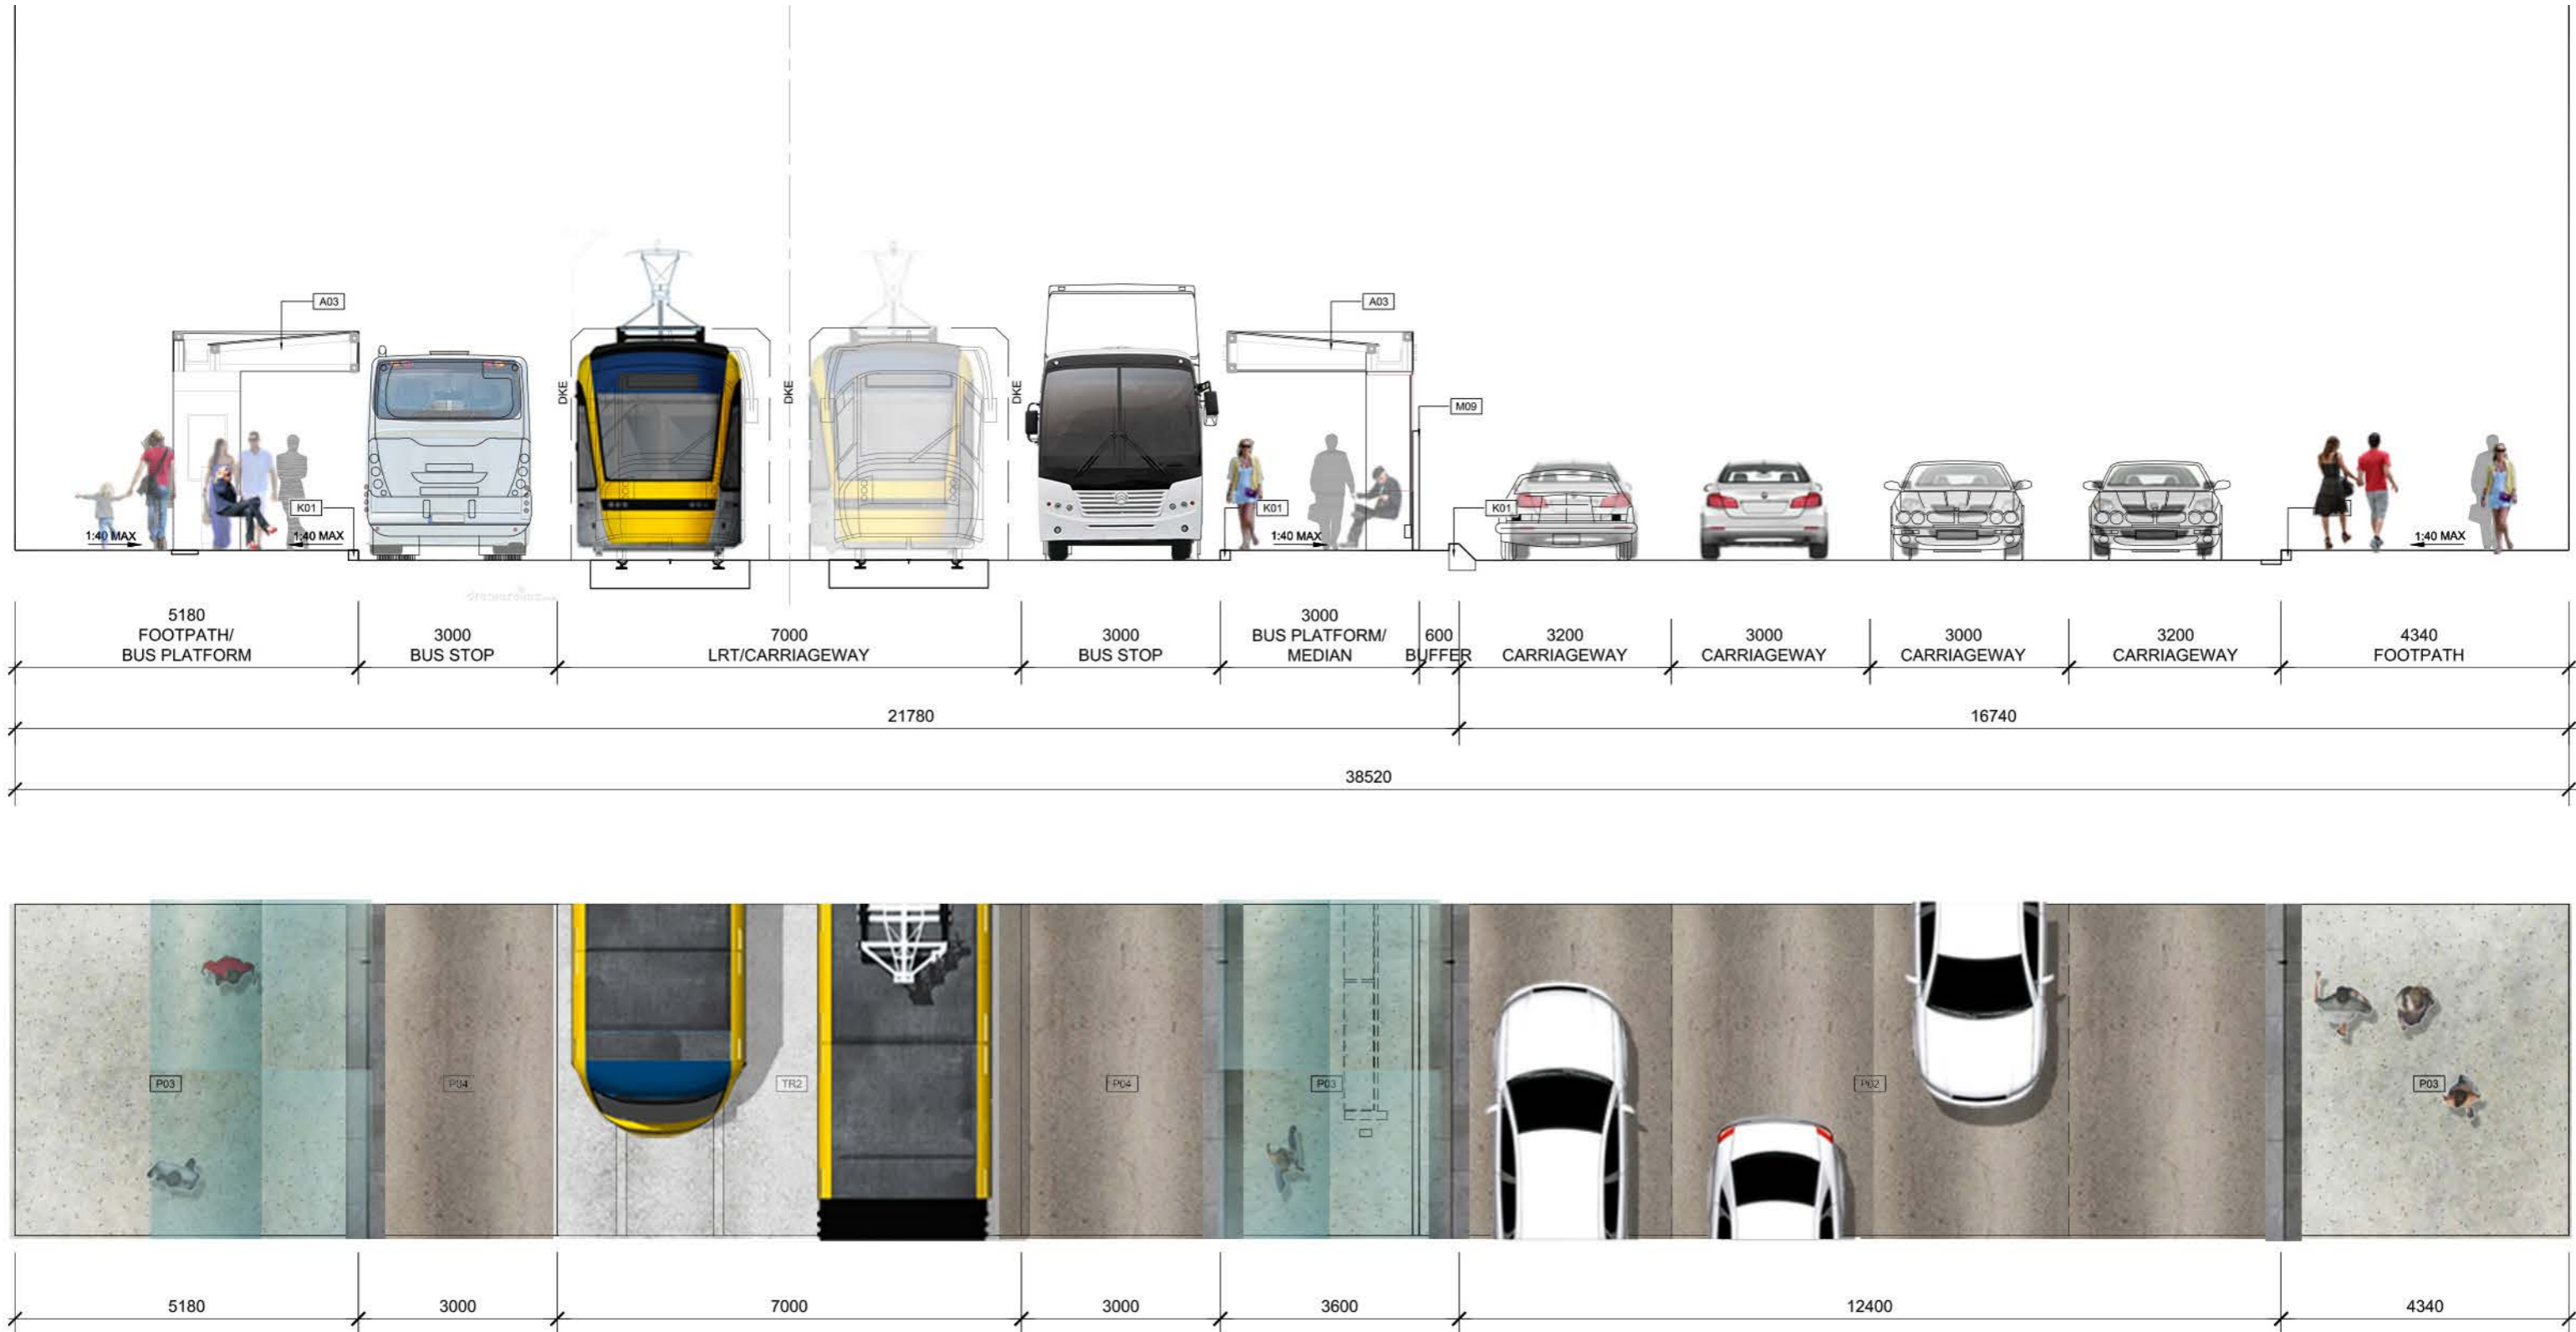 A03
A03
DKE
DKE
DKE
M09
K01
K01
K01
1:40 MAX
1:40 MAX
1:40 MAX
1:40 MAX
5180
FOOTPATH/
BUS PLATFORM
3000
BUS STOP
7000
LRT/CARRIAGEWAY
3000
BUS STOP
3000
BUS PLATFORM/
MEDIAN
600
BUFFER
3200
CARRIAGEWAY
3000
CARRIAGEWAY
3000
CARRIAGEWAY
3200
CARRIAGEWAY
4340
FOOTPATH
21780
16740
38520
P03
P04
TR2
P04
P03
P02
P03
5180
3000
7000
3000
3600
12400
4340